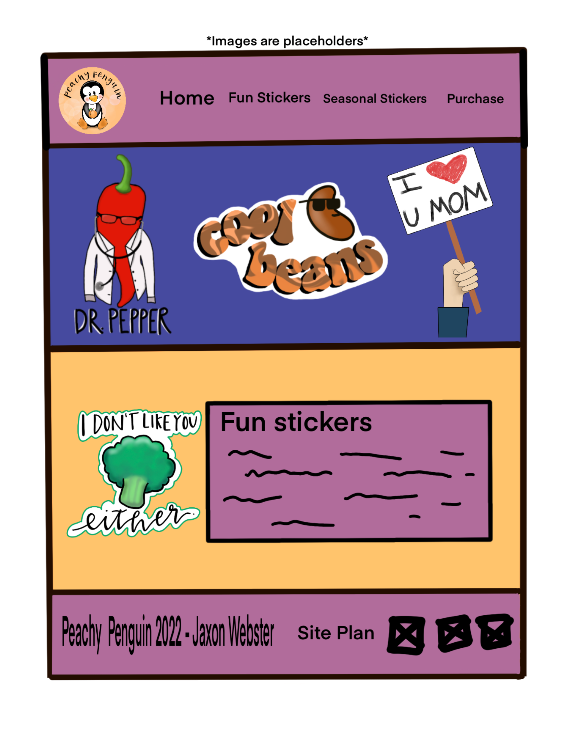 *Images are placeholders*
Peachy Penguin
Home Fun Stickers Seasonal Stickers Purchase
DR. PEPPER
cool
beans
I ❤
U MOM
I DON'T LIKE YOU
either
Fun stickers
Peachy Penguin 2022 - Jaxon Webster
Site Plan